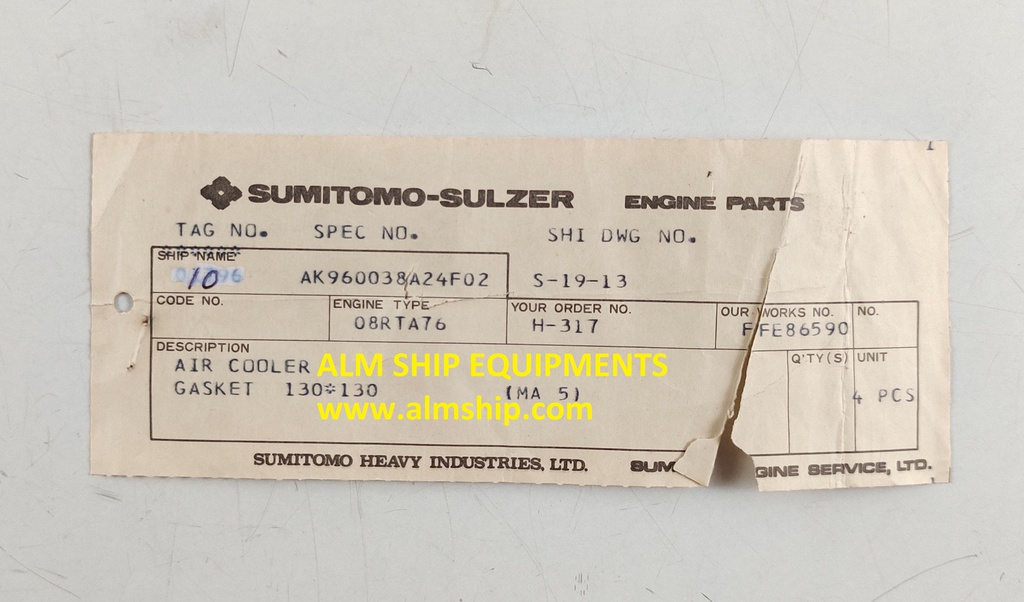 SUMITOMO-SULZER ENGINE PARTS
TAG NO. SPEC NO. SHI DWG NO.
SHIP NAME
10 AK960038A24F02 S-19-13
CODE NO. ENGINE TYPE YOUR ORDER NO. OUR WORKS NO. NO.
08RTA76 H-317 FFE86590
DESCRIPTION Q'TY(S) UNIT
AIR COOLER ALM SHIP EQUIPMENTS
GASKET 130*130 (MA 5) 4 PCS
www.almship.com
SUMITOMO HEAVY INDUSTRIES, LTD. SUM GINE SERVICE, LTD.